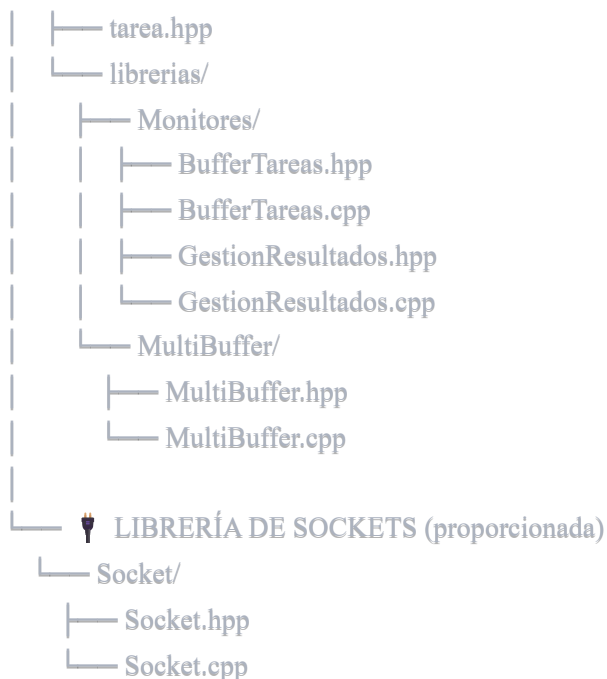 tarea.hpp
librerias/
Monitores/
BufferTareas.hpp
BufferTareas.cpp
GestionResultados.hpp
GestionResultados.cpp
MultiBuffer/
MultiBuffer.hpp
MultiBuffer.cpp
LIBRERÍA DE SOCKETS (proporcionada)
Socket/
Socket.hpp
Socket.cpp